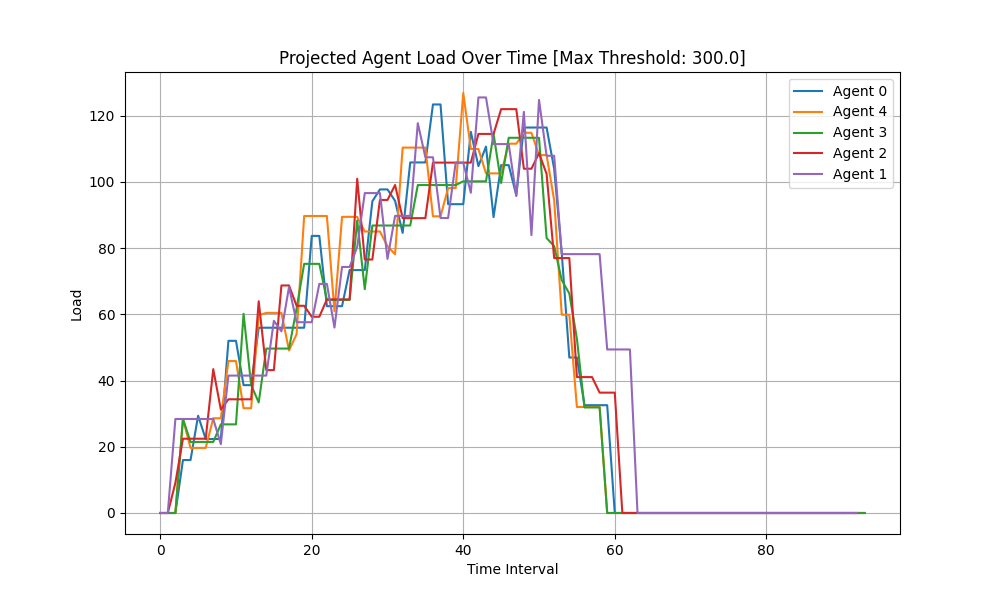 Projected Agent Load Over Time [Max Threshold: 300.0]
Agent 0
Agent 4
Agent 3
Agent 2
Agent 1
120
100
80
60
40
20
0
Load
0 20 40 60 80
Time Interval